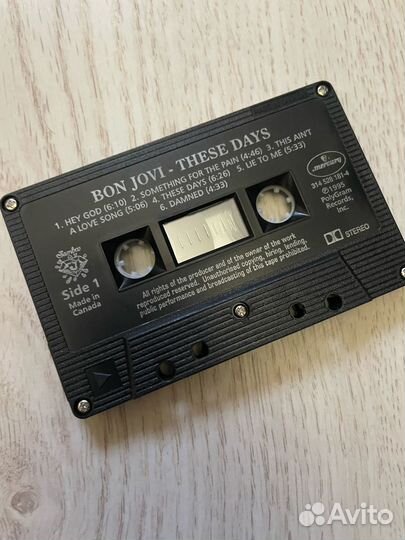 BON JOVI - THESE DAYS
1. HEY GOD (6:10) 2. SOMETHING FOR THE PAIN (4:46) 3. THIS AIN'T
A LOVE SONG (5:06) 4. THESE DAYS (6:26) 5. LIE TO ME (5:33)
6. DAMNED (4:33)
mercury
314 528 181-4
© 1995
PolyGram
Records,
Inc.
STEREO
Side 1
Made in
Canada
All rights of the producer and of the owner of the work
reproduced reserved. Unauthorised copying, hiring, lending,
public performance and broadcasting of this tape prohibited.
Avito